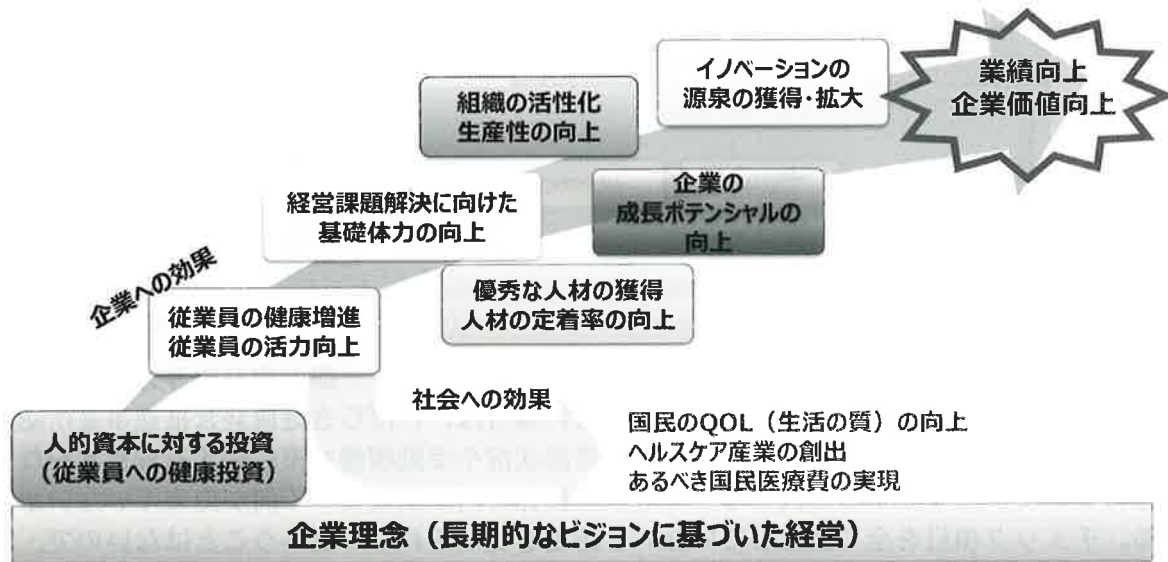 イノベーションの
源泉の獲得・拡大
業績向上
企業価値向上
組織の活性化
生産性の向上
経営課題解決に向けた
基礎体力の向上
企業の
成長ポテンシャルの
向上
企業への効果
従業員の健康増進
従業員の活力向上
優秀な人材の獲得
人材の定着率の向上
社会への効果
人的資本に対する投資
（従業員への健康投資）
国民のQOL（生活の質）の向上
ヘルスケア産業の創出
あるべき国民医療費の実現
企業理念（長期的なビジョンに基づいた経営）